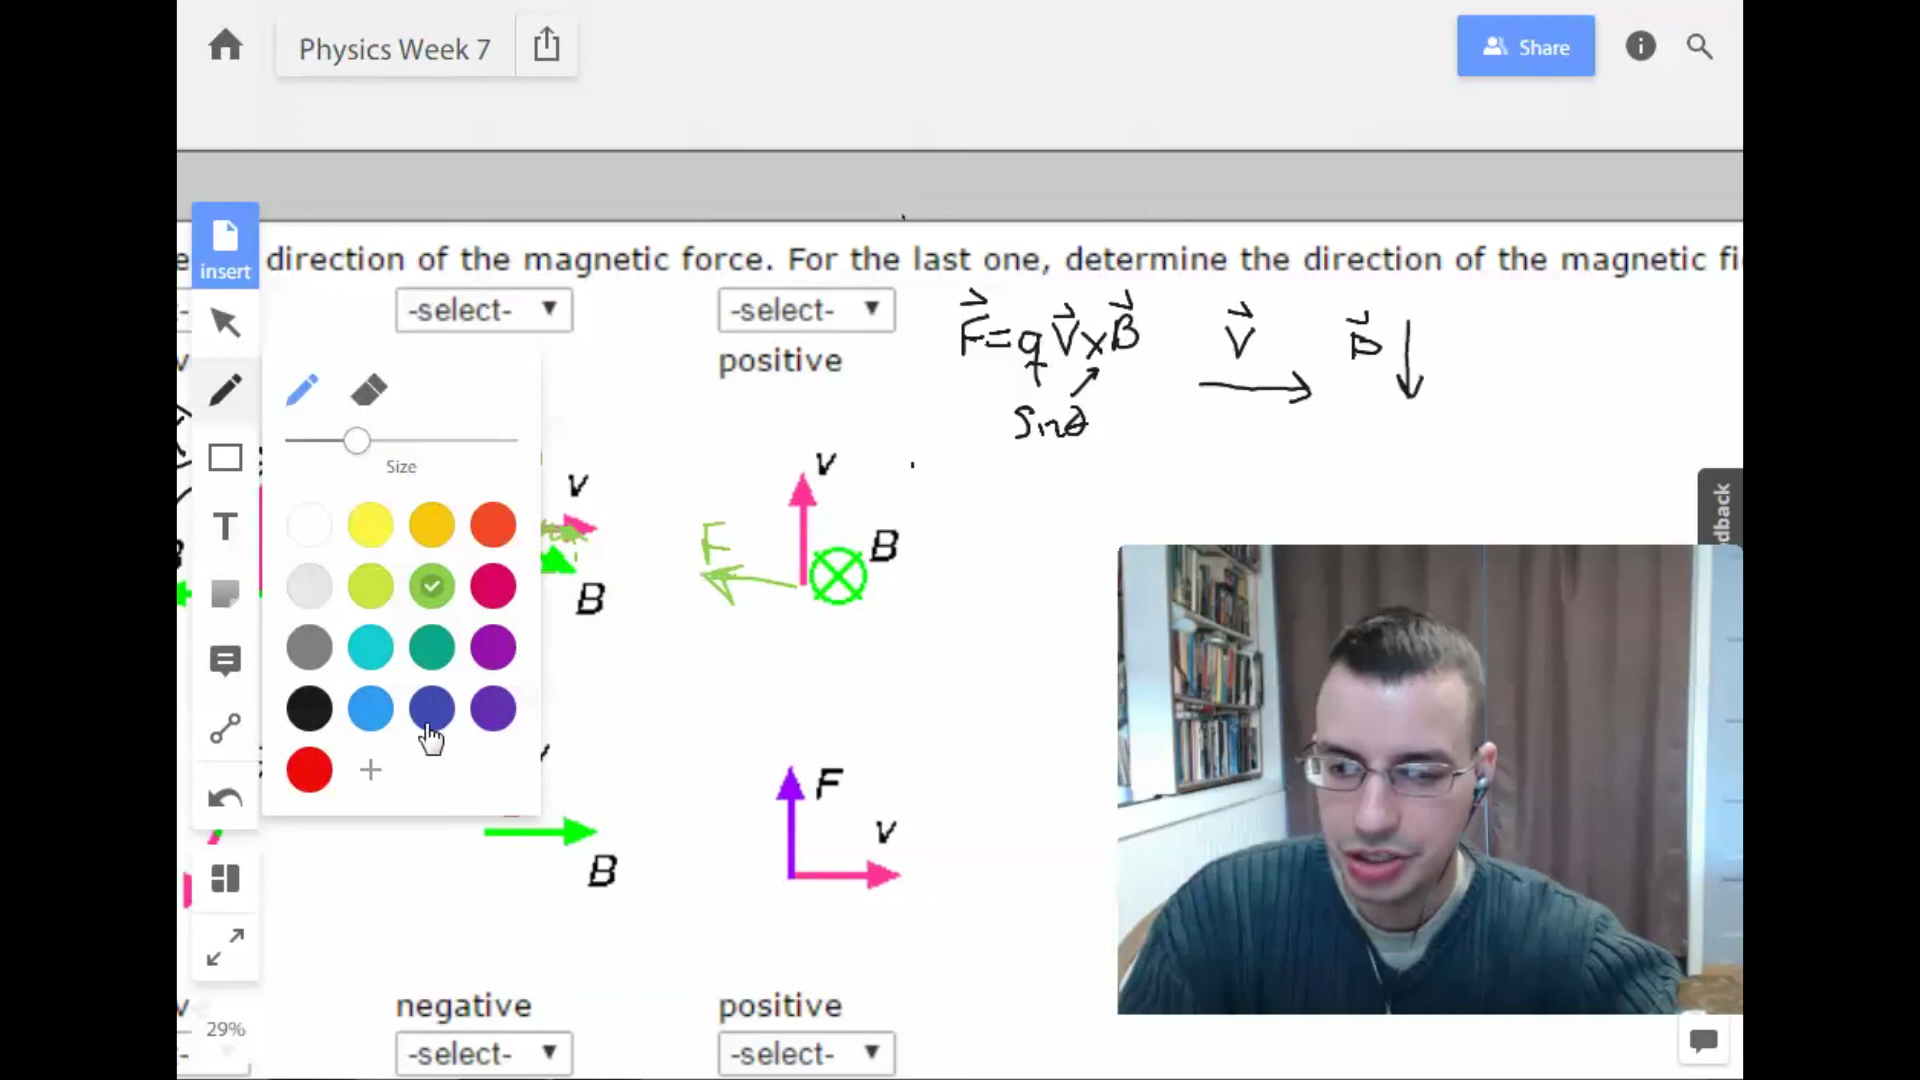 Physics Week 7
Share
insert
direction of the magnetic force. For the last one, determine the direction of the magnetic fi
-select-
-select-
positive
F=qV×B
V
B
Sinθ
Size
T
v
B
F
v
B
F
v
B
negative
positive
-select-
-select-
29%
dback